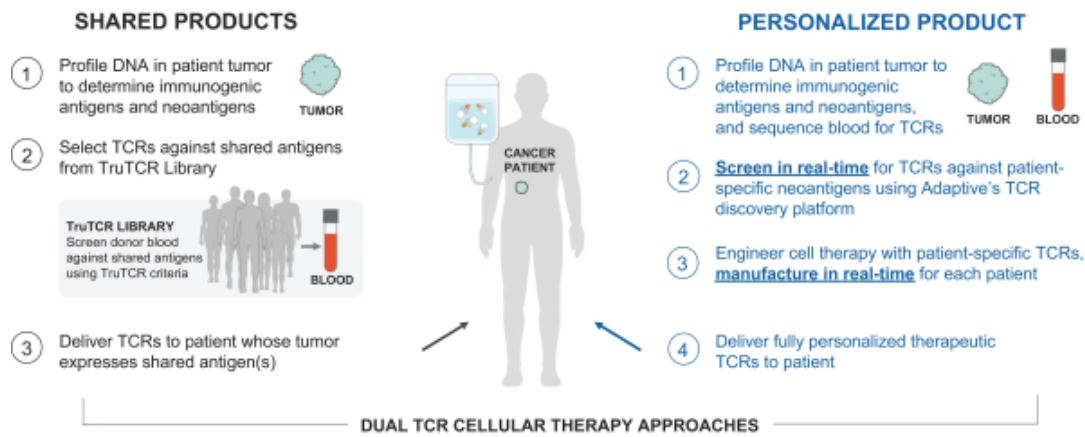 SHARED PRODUCTS
1
Profile DNA in patient tumor
to determine immunogenic
antigens and neoantigens
TUMOR
2
Select TCRs against shared antigens
from TruTCR Library
TruTCR LIBRARY
Screen donor blood
against shared antigens
using TruTCR criteria
BLOOD
3
Deliver TCRs to patient whose tumor
expresses shared antigen(s)
CANCER
PATIENT
PERSONALIZED PRODUCT
1
Profile DNA in patient tumor to
determine immunogenic
antigens and neoantigens,
and sequence blood for TCRs
TUMOR
BLOOD
2
Screen in real-time for TCRs against patient-
specific neoantigens using Adaptive's TCR
discovery platform
3
Engineer cell therapy with patient-specific TCRs,
manufacture in real-time for each patient
4
Deliver fully personalized therapeutic
TCRs to patient
DUAL TCR CELLULAR THERAPY APPROACHES